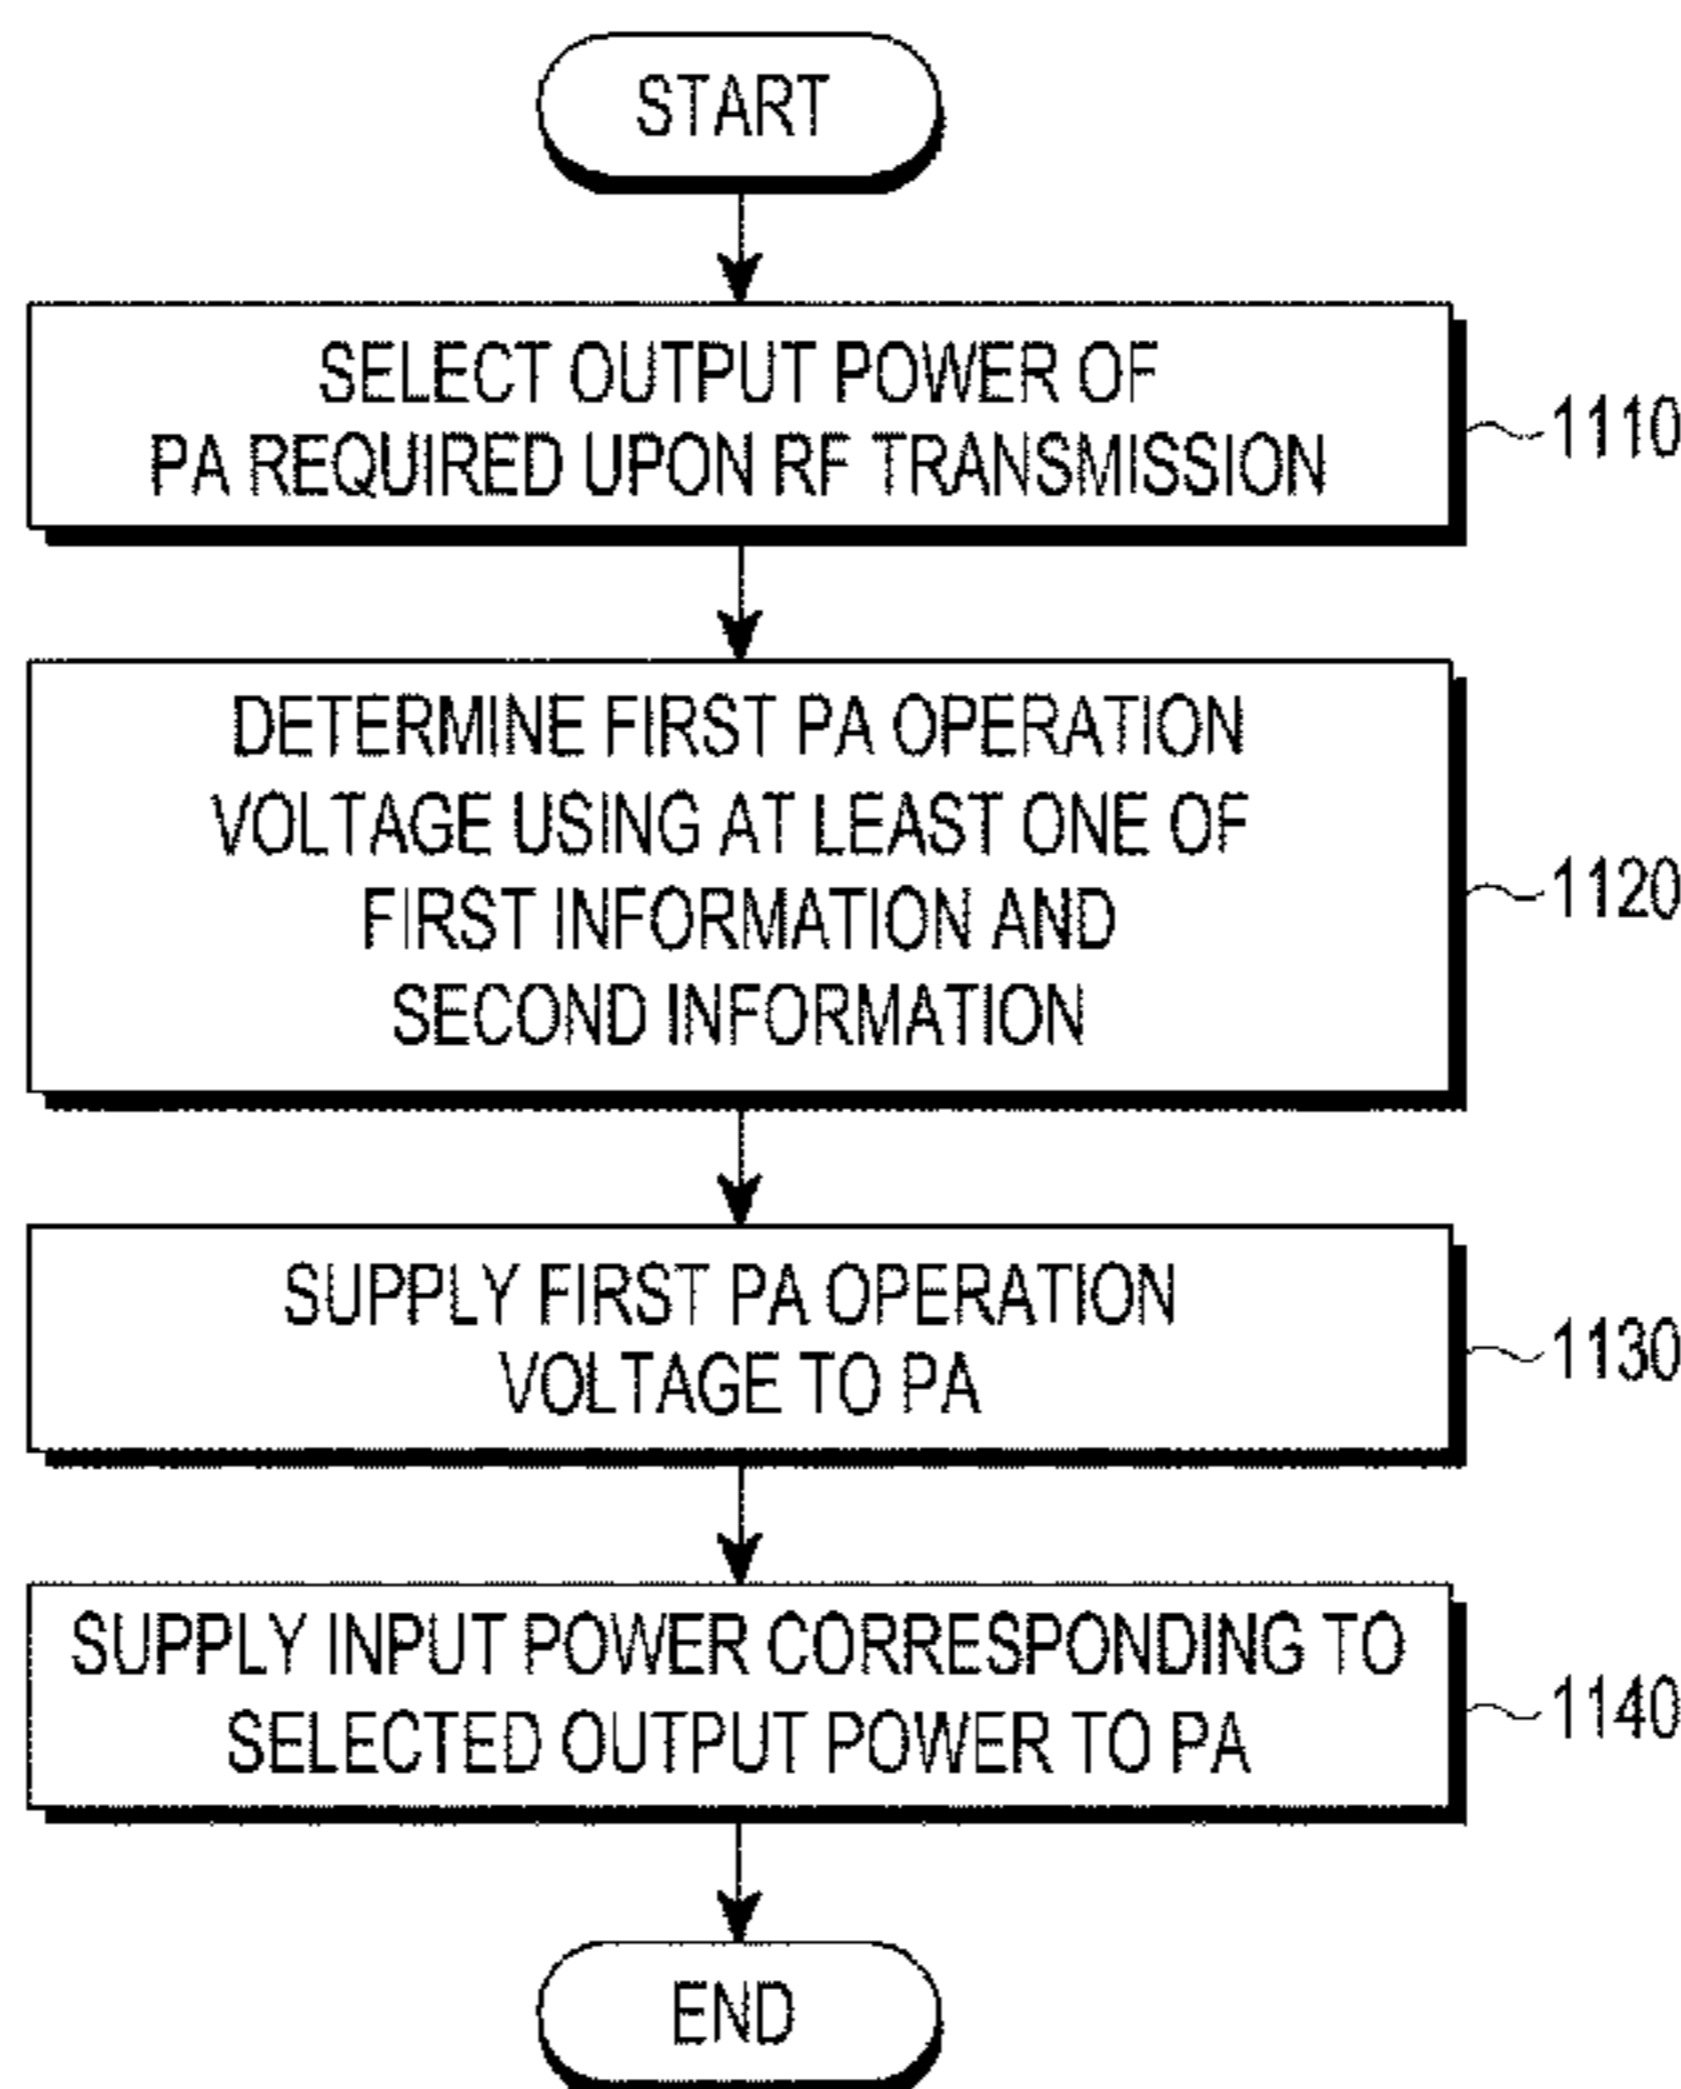 START
SELECT OUTPUT POWER OF
PA REQUIRED UPON RF TRANSMISSION
1110
DETERMINE FIRST PA OPERATION
VOLTAGE USING AT LEAST ONE OF
FIRST INFORMATION AND
SECOND INFORMATION
1120
SUPPLY FIRST PA OPERATION
VOLTAGE TO PA
1130
SUPPLY INPUT POWER CORRESPONDING TO
SELECTED OUTPUT POWER TO PA
1140
END